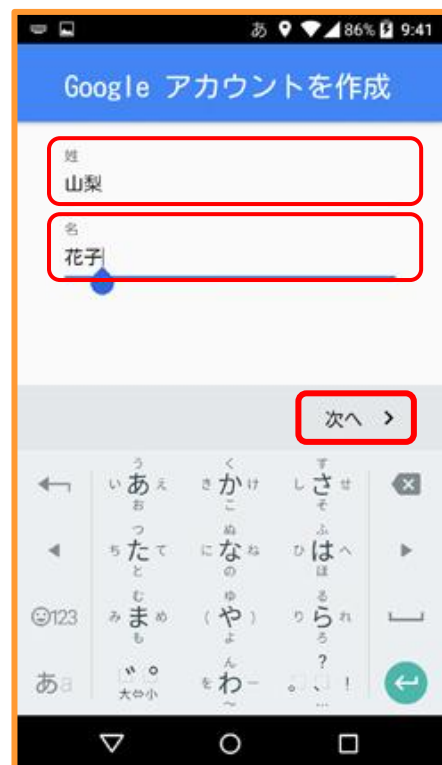 あ 86% 9:41
Google アカウントを作成
姓
山梨
名
花子
次へ >
う く す
い あ え き か け し さ せ
お こ そ
つ ぬ ふ
ち た て に な ね ひ は へ
と の ほ
む ゆ る
み ま め ( や ) り ら れ
も よ ろ
123
ん ?
あa 大⇔小 を わ ー 。 、 !
〜 …